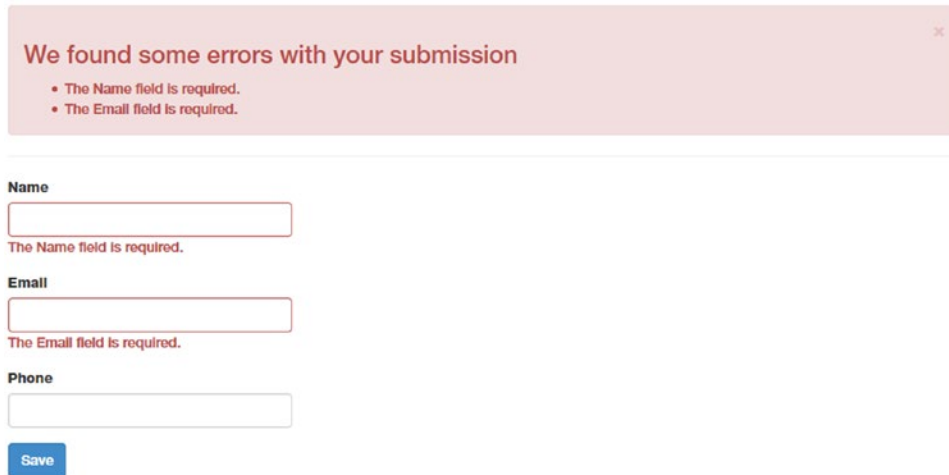 ×
We found some errors with your submission
• The Name field is required.
• The Email field is required.
Name
The Name field is required.
Email
The Email field is required.
Phone
Save